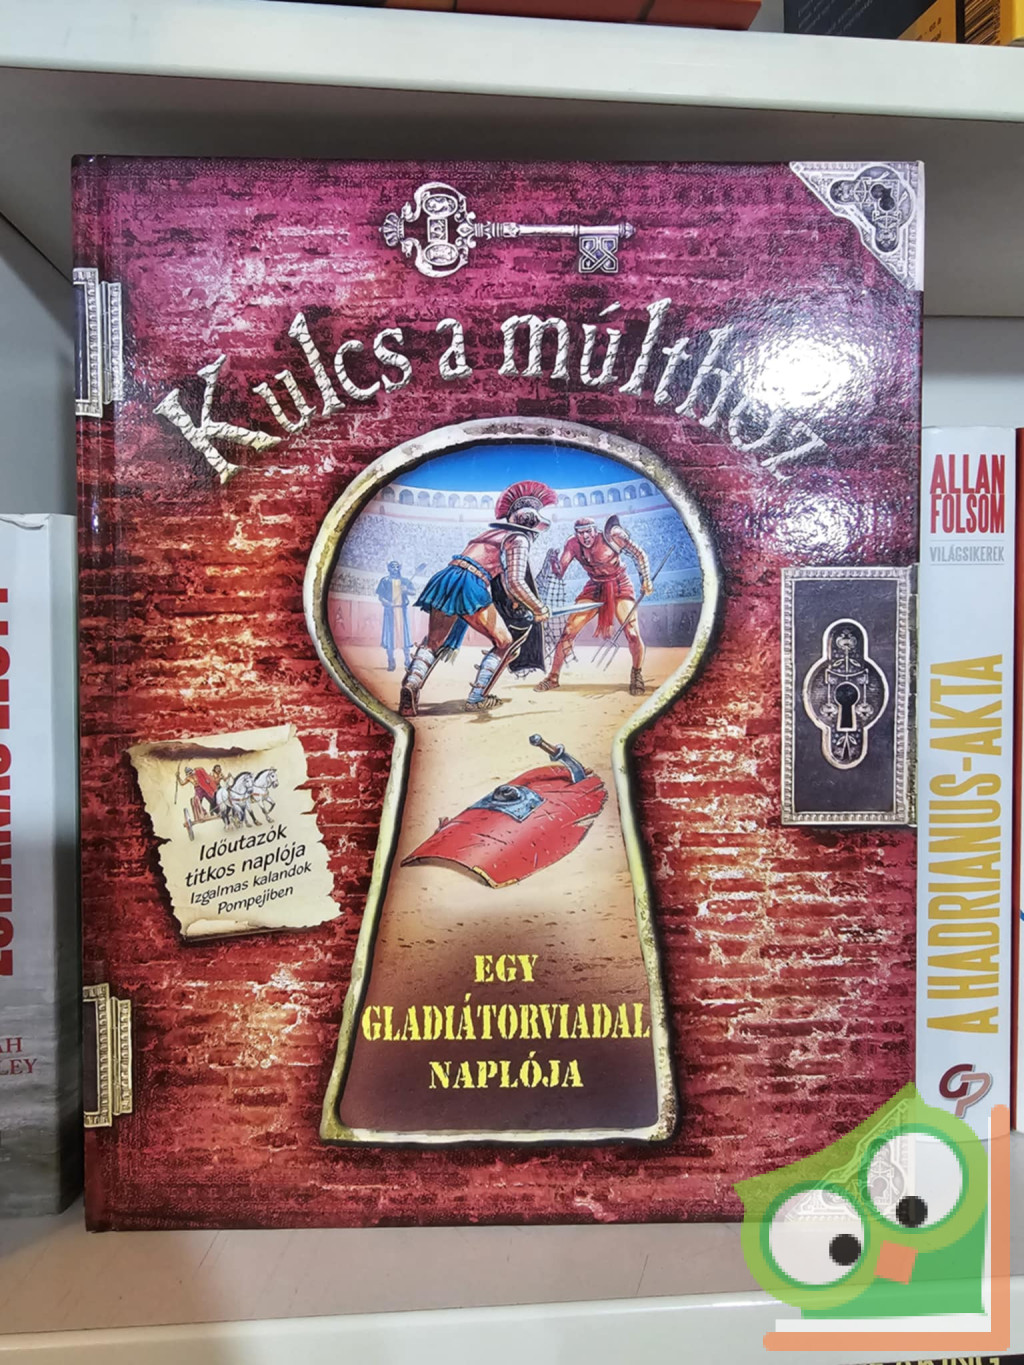 Kulcs a múlthoz
Időutazók
titkos naplója
Izgalmas kalandok
Pompejiben
EGY
GLADIÁTORVIADAL
NAPLÓJA
ALLAN
FOLSOM
VILÁGSIKEREK
A HADRIANUS-AKTA